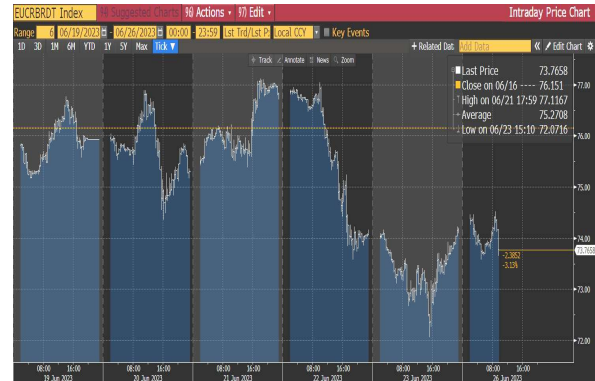 EUCRBRDT Index 98) Suggested Charts 90) Actions 97) Edit Intraday Price Chart
Range 6 06/19/2023 - 06/26/2023 00:00 - 23:59 Lst Trd/Lst P Local CCY Key Events
1D 3D 1M 6M YTD 1Y 5Y Max Tick ▼ + Related Dat Add Data « Edit Chart
Track Annotate News Zoom
Last Price 73.7658
Close on 06/16 ---- 76.151
High on 06/21 17:59 77.1167
Average 75.2708
Low on 06/23 15:10 72.0716
77.00
76.00
75.00
74.00
73.7658
-2.3852
-3.13%
73.00
72.00
08:00 16:00 08:00 16:00 08:00 16:00 08:00 16:00 08:00 16:00 08:00 16:00
19 Jun 2023 20 Jun 2023 21 Jun 2023 22 Jun 2023 23 Jun 2023 26 Jun 2023